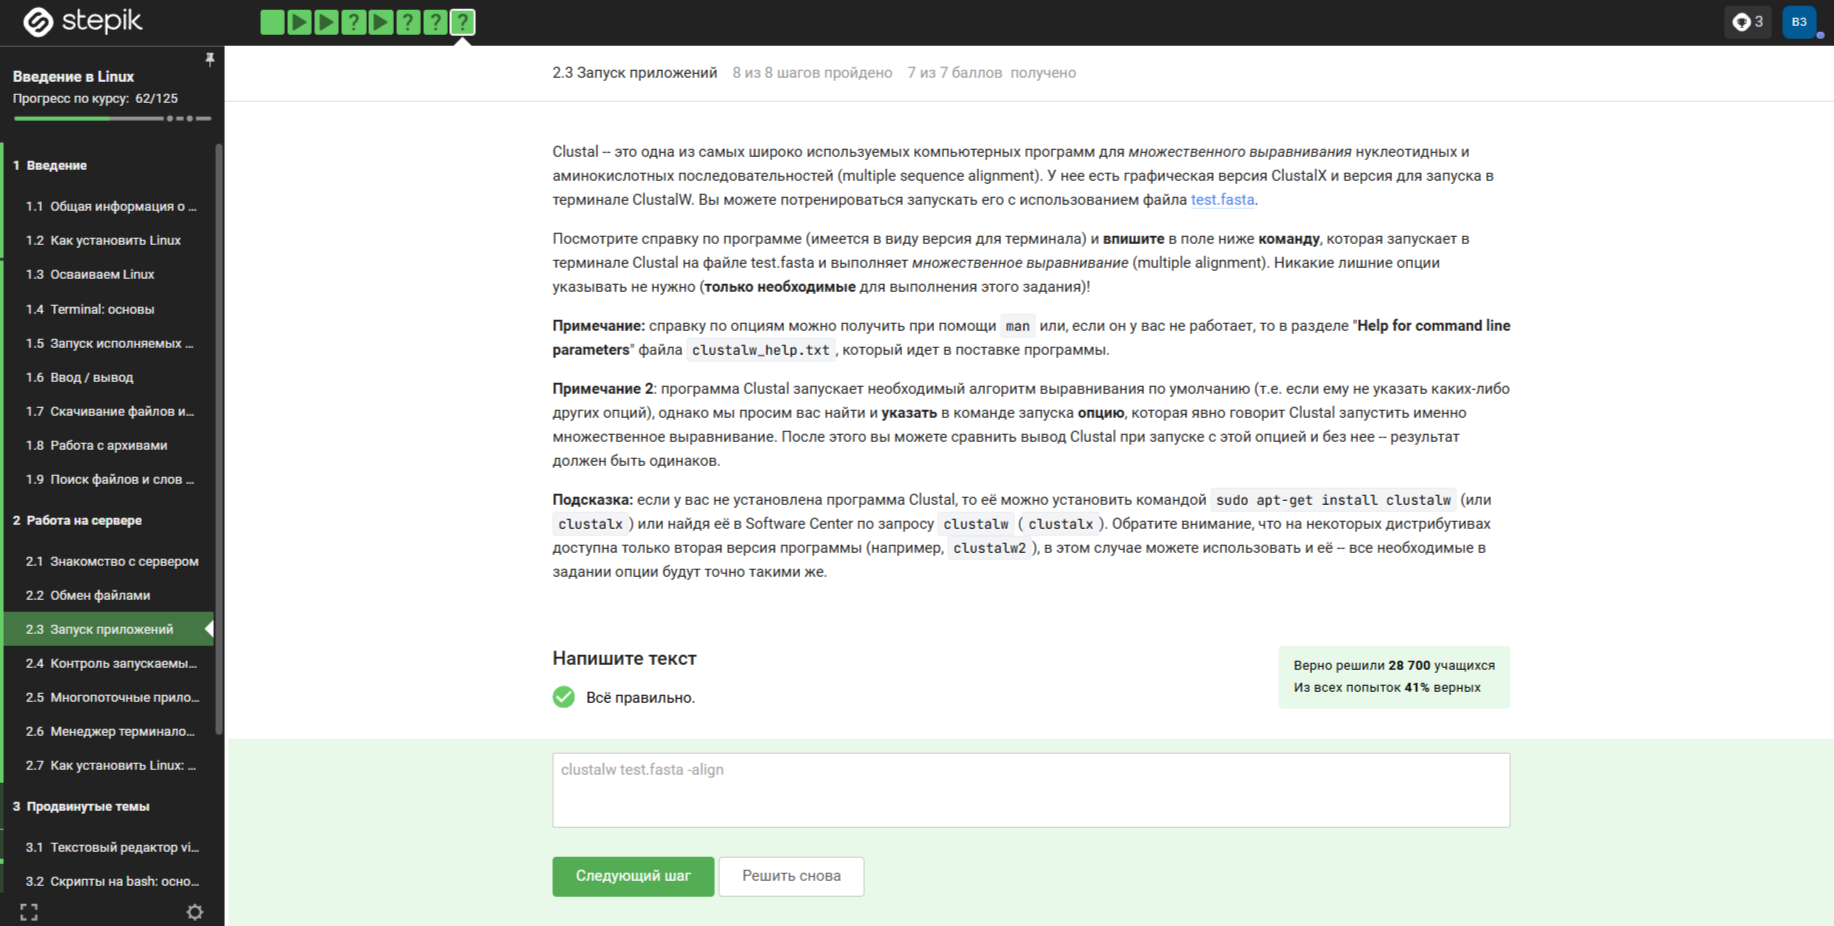 stepik
? ? ? ?
3
ВЗ
Введение в Linux
Прогресс по курсу: 62/125
1 Введение
1.1 Общая информация о ...
1.2 Как установить Linux
1.3 Осваиваем Linux
1.4 Terminal: основы
1.5 Запуск исполняемых ...
1.6 Ввод / вывод
1.7 Скачивание файлов и...
1.8 Работа с архивами
1.9 Поиск файлов и слов ...
2 Работа на сервере
2.1 Знакомство с сервером
2.2 Обмен файлами
2.3 Запуск приложений
2.4 Контроль запускаемы...
2.5 Многопоточные прило...
2.6 Менеджер терминало...
2.7 Как установить Linux: ...
3 Продвинутые темы
3.1 Текстовый редактор vi...
3.2 Скрипты на bash: осно...
2.3 Запуск приложений 8 из 8 шагов пройдено 7 из 7 баллов получено
Clustal -- это одна из самых широко используемых компьютерных программ для множественного выравнивания нуклеотидных и
аминокислотных последовательностей (multiple sequence alignment). У нее есть графическая версия ClustalX и версия для запуска в
терминале ClustalW. Вы можете потренироваться запускать его с использованием файла test.fasta.
Посмотрите справку по программе (имеется в виду версия для терминала) и впишите в поле ниже команду, которая запускает в
терминале Clustal на файле test.fasta и выполняет множественное выравнивание (multiple alignment). Никакие лишние опции
указывать не нужно (только необходимые для выполнения этого задания)!
Примечание: справку по опциям можно получить при помощи man или, если он у вас не работает, то в разделе "Help for command line
parameters" файла clustalw_help.txt, который идет в поставке программы.
Примечание 2: программа Clustal запускает необходимый алгоритм выравнивания по умолчанию (т.е. если ему не указать каких-либо
других опций), однако мы просим вас найти и указать в команде запуска опцию, которая явно говорит Clustal запустить именно
множественное выравнивание. После этого вы можете сравнить вывод Clustal при запуске с этой опцией и без нее -- результат
должен быть одинаков.
Подсказка: если у вас не установлена программа Clustal, то её можно установить командой sudo apt-get install clustalw (или
clustalx) или найдя её в Software Center по запросу clustalw (clustalx). Обратите внимание, что на некоторых дистрибутивах
доступна только вторая версия программы (например, clustalw2), в этом случае можете использовать и её -- все необходимые в
задании опции будут точно такими же.
Напишите текст
Всё правильно.
Верно решили 28 700 учащихся
Из всех попыток 41% верных
clustalw test.fasta -align
Следующий шаг
Решить снова